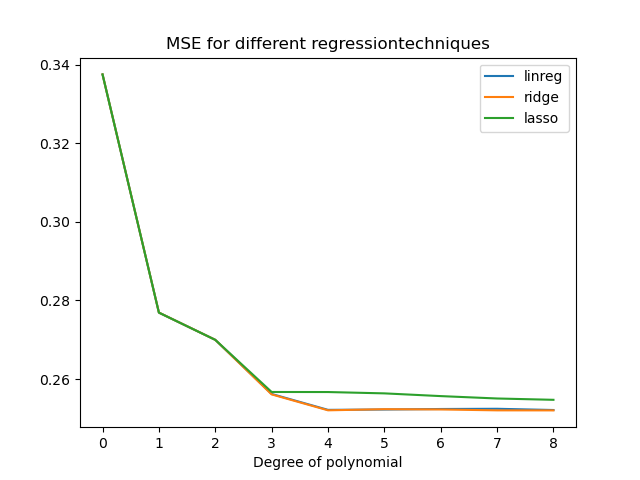 MSE for different regressiontechniques
linreg
ridge
lasso
0.34
0.32
0.30
0.28
0.26
0 1 2 3 4 5 6 7 8
Degree of polynomial